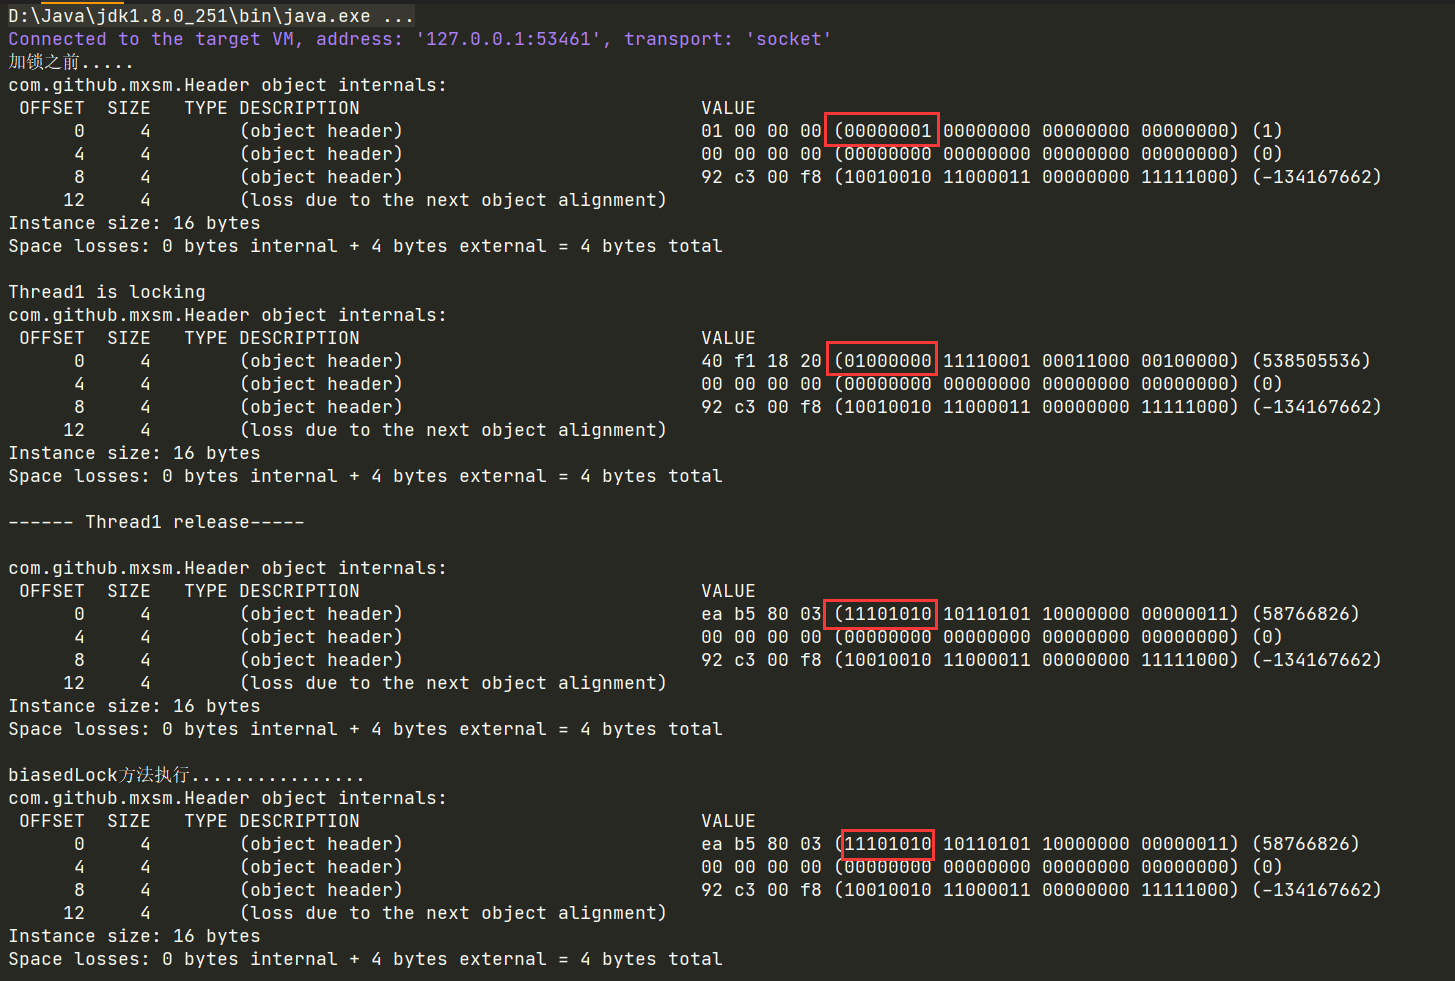 D:\Java\jdk1.8.0_251\bin\java.exe ...
Connected to the target VM, address: '127.0.0.1:53461', transport: 'socket'
加锁之前.....
com.github.mxsm.Header object internals:
 OFFSET  SIZE   TYPE DESCRIPTION                               VALUE
      0     4        (object header)                           01 00 00 00 (00000001 00000000 00000000 00000000) (1)
      4     4        (object header)                           00 00 00 00 (00000000 00000000 00000000 00000000) (0)
      8     4        (object header)                           92 c3 00 f8 (10010010 11000011 00000000 11111000) (-134167662)
     12     4        (loss due to the next object alignment)
Instance size: 16 bytes
Space losses: 0 bytes internal + 4 bytes external = 4 bytes total
Thread1 is locking
com.github.mxsm.Header object internals:
 OFFSET  SIZE   TYPE DESCRIPTION                               VALUE
      0     4        (object header)                           40 f1 18 20 (01000000 11110001 00011000 00100000) (538505536)
      4     4        (object header)                           00 00 00 00 (00000000 00000000 00000000 00000000) (0)
      8     4        (object header)                           92 c3 00 f8 (10010010 11000011 00000000 11111000) (-134167662)
     12     4        (loss due to the next object alignment)
Instance size: 16 bytes
Space losses: 0 bytes internal + 4 bytes external = 4 bytes total
------ Thread1 release-----
com.github.mxsm.Header object internals:
 OFFSET  SIZE   TYPE DESCRIPTION                               VALUE
      0     4        (object header)                           ea b5 80 03 (11101010 10110101 10000000 00000011) (58766826)
      4     4        (object header)                           00 00 00 00 (00000000 00000000 00000000 00000000) (0)
      8     4        (object header)                           92 c3 00 f8 (10010010 11000011 00000000 11111000) (-134167662)
     12     4        (loss due to the next object alignment)
Instance size: 16 bytes
Space losses: 0 bytes internal + 4 bytes external = 4 bytes total
biasedLock方法执行................
com.github.mxsm.Header object internals:
 OFFSET  SIZE   TYPE DESCRIPTION                               VALUE
      0     4        (object header)                           ea b5 80 03 (11101010 10110101 10000000 00000011) (58766826)
      4     4        (object header)                           00 00 00 00 (00000000 00000000 00000000 00000000) (0)
      8     4        (object header)                           92 c3 00 f8 (10010010 11000011 00000000 11111000) (-134167662)
     12     4        (loss due to the next object alignment)
Instance size: 16 bytes
Space losses: 0 bytes internal + 4 bytes external = 4 bytes total